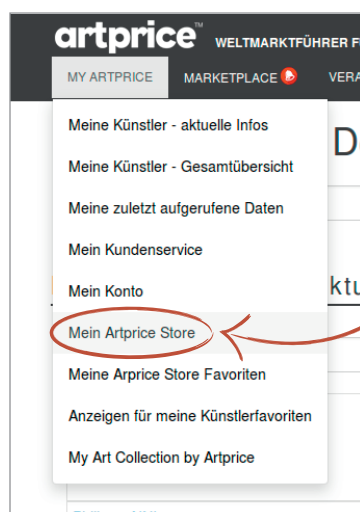 artprice™ WELTMARKTFÜHRER F
MY ARTPRICE MARKETPLACE VERA
D
Meine Künstler - aktuelle Infos
Meine Künstler - Gesamtübersicht
Meine zuletzt aufgerufene Daten
Mein Kundenservice
Mein Konto
ktu
Mein Artprice Store
Meine Arprice Store Favoriten
Anzeigen für meine Künstlerfavoriten
My Art Collection by Artprice